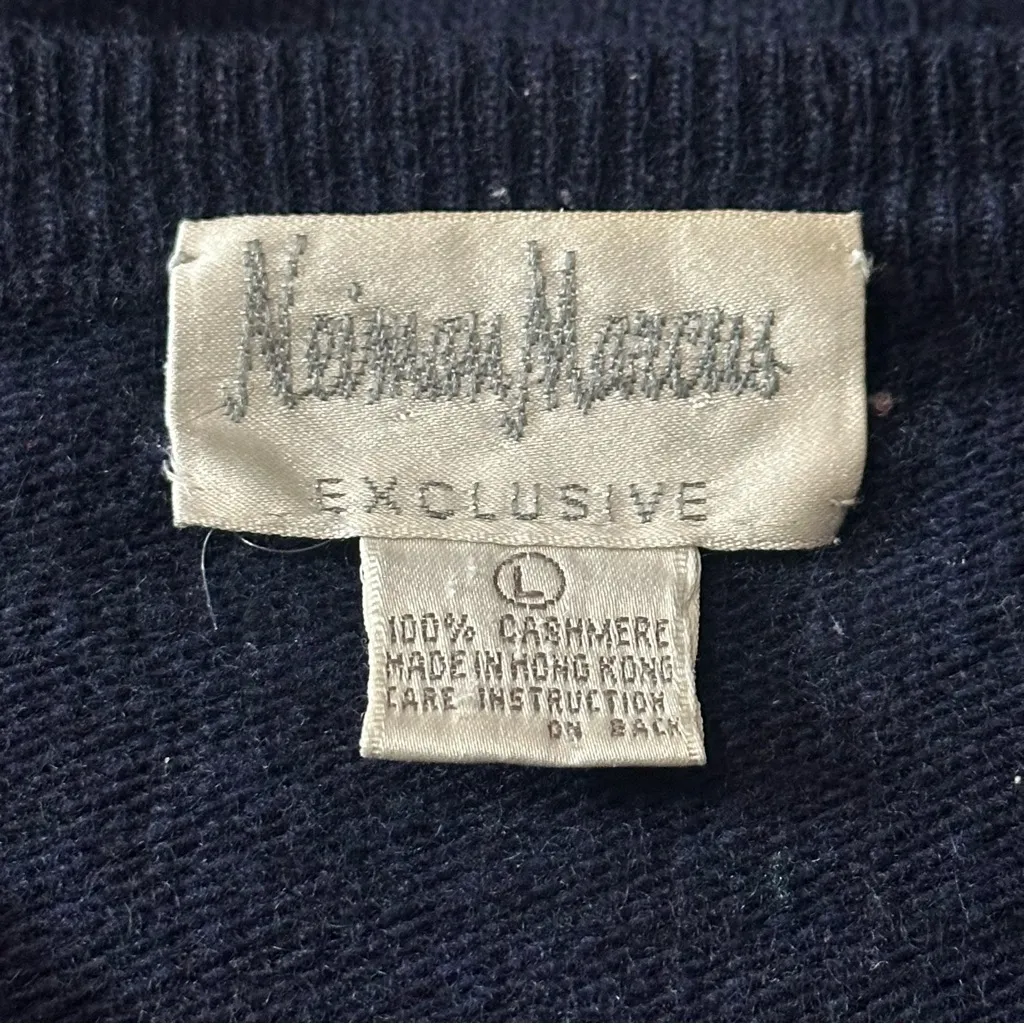 Neiman Marcus
EXCLUSIVE
L
100% CASHMERE
MADE IN HONG KONG
CARE INSTRUCTION
ON BACK